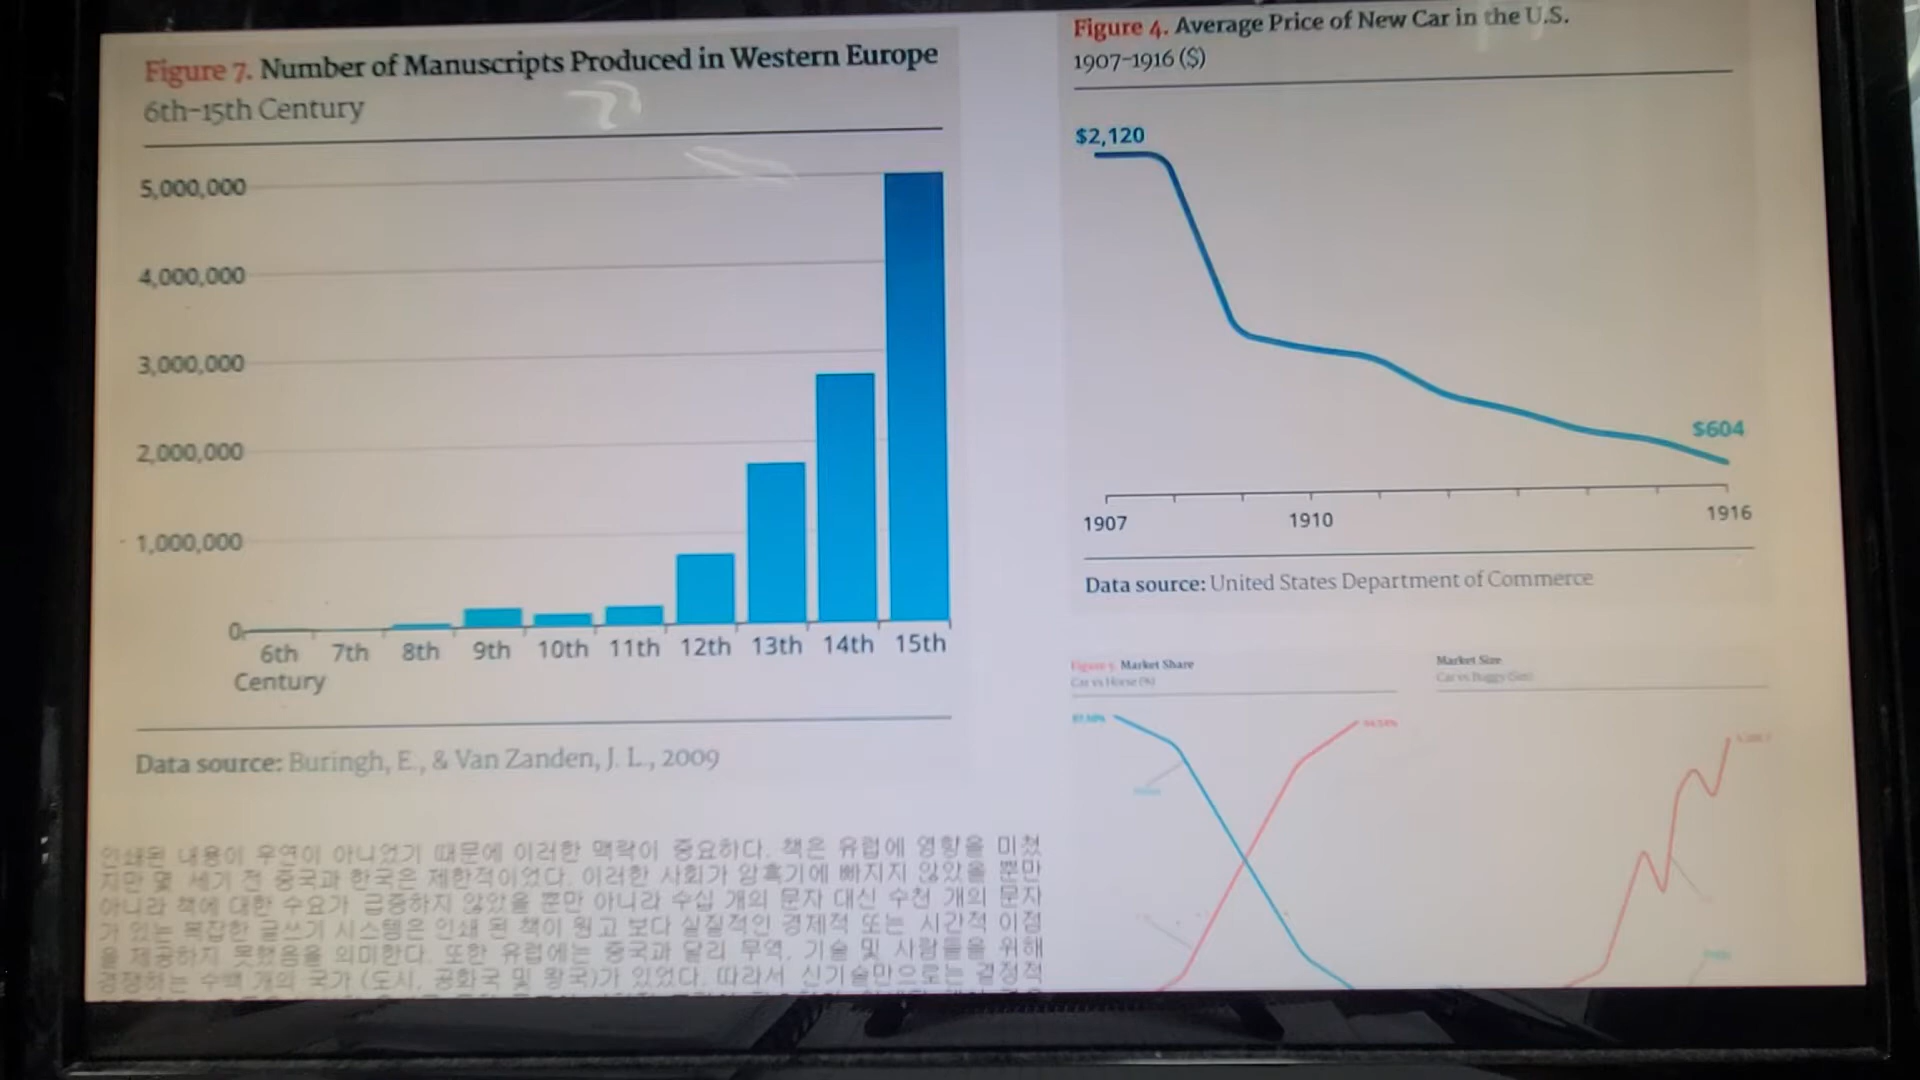 Figure 7. Number of Manuscripts Produced in Western Europe
6th-15th Century
5,000,000
4,000,000
3,000,000
2,000,000
1,000,000
0
6th 7th 8th 9th 10th 11th 12th 13th 14th 15th
Century
Data source: Buringh, E., & Van Zanden, J. L., 2009
인쇄된 내용이 우연이 아니었기 때문에 이러한 맥락이 중요하다. 책은 유럽에 영향을 미쳤
지만 몇 세기 전 중국과 한국은 제한적이었다. 이러한 사회가 암흑기에 빠지지 않았을 뿐만
아니라 책에 대한 수요가 급증하지 않았을 뿐만 아니라 수십 개의 문자 대신 수천 개의 문자
가 있는 복잡한 글쓰기 시스템은 인쇄 된 책이 원고 보다 실질적인 경제적 또는 시간적 이점
을 제공하지 못했음을 의미한다. 또한 유럽에는 중국과 달리 무역, 기술 및 사람들을 위해
경쟁하는 수백 개의 국가 (도시, 공화국 및 왕국)가 있었다. 따라서 신기술만으로는 결정적
Figure 4. Average Price of New Car in the U.S.
1907-1916 ($)
$2,120
$604
1907 1910 1916
Data source: United States Department of Commerce
Market Share
Car vs Horse (%)
Market Size
Car vs Buggy